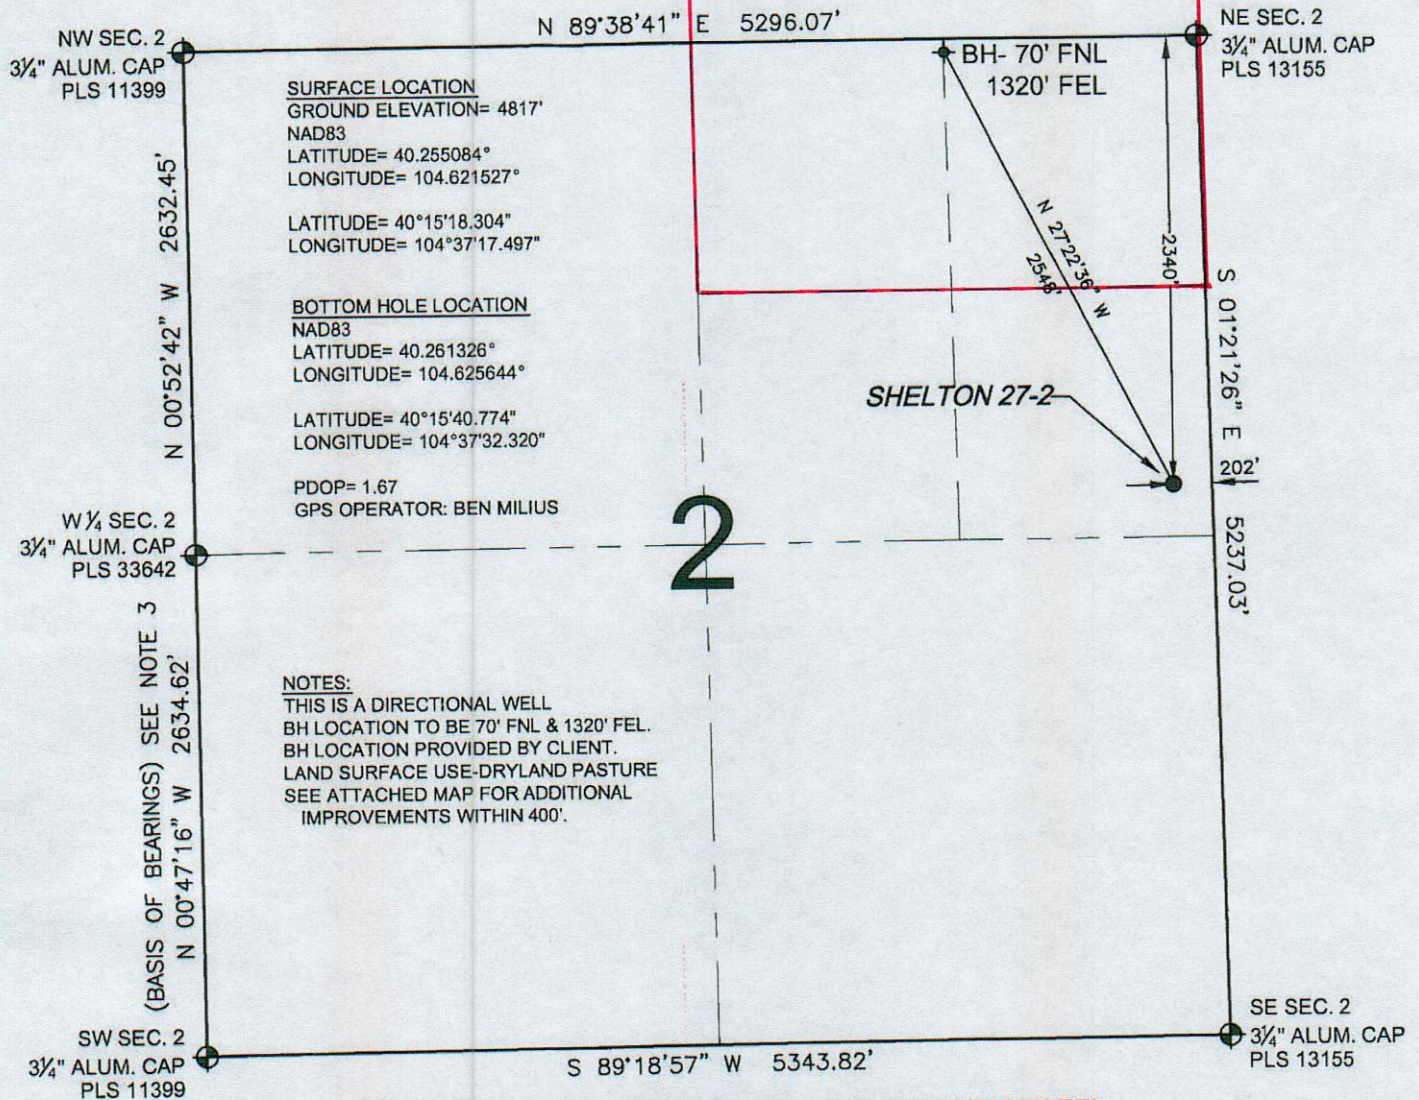 N 89°38'41" E 5296.07'
NW SEC. 2
3¼" ALUM. CAP
PLS 11399
NE SEC. 2
3¼" ALUM. CAP
PLS 13155
BH- 70' FNL
1320' FEL
SURFACE LOCATION
GROUND ELEVATION= 4817'
NAD83
LATITUDE= 40.255084°
LONGITUDE= 104.621527°
LATITUDE= 40°15'18.304"
LONGITUDE= 104°37'17.497"
BOTTOM HOLE LOCATION
NAD83
LATITUDE= 40.261326°
LONGITUDE= 104.625644°
LATITUDE= 40°15'40.774"
LONGITUDE= 104°37'32.320"
PDOP= 1.67
GPS OPERATOR: BEN MILIUS
N 00°52'42" W 2632.45'
N 27°22'36" W
2548'
2340'
S 01°21'26" E
5237.03'
SHELTON 27-2
202'
W ¼ SEC. 2
3¼" ALUM. CAP
PLS 33642
2
(BASIS OF BEARINGS) SEE NOTE 3
N 00°47'16" W 2634.62'
NOTES:
THIS IS A DIRECTIONAL WELL
BH LOCATION TO BE 70' FNL & 1320' FEL.
BH LOCATION PROVIDED BY CLIENT.
LAND SURFACE USE-DRYLAND PASTURE
SEE ATTACHED MAP FOR ADDITIONAL
IMPROVEMENTS WITHIN 400'.
SW SEC. 2
3¼" ALUM. CAP
PLS 11399
S 89°18'57" W 5343.82'
SE SEC. 2
3¼" ALUM. CAP
PLS 13155